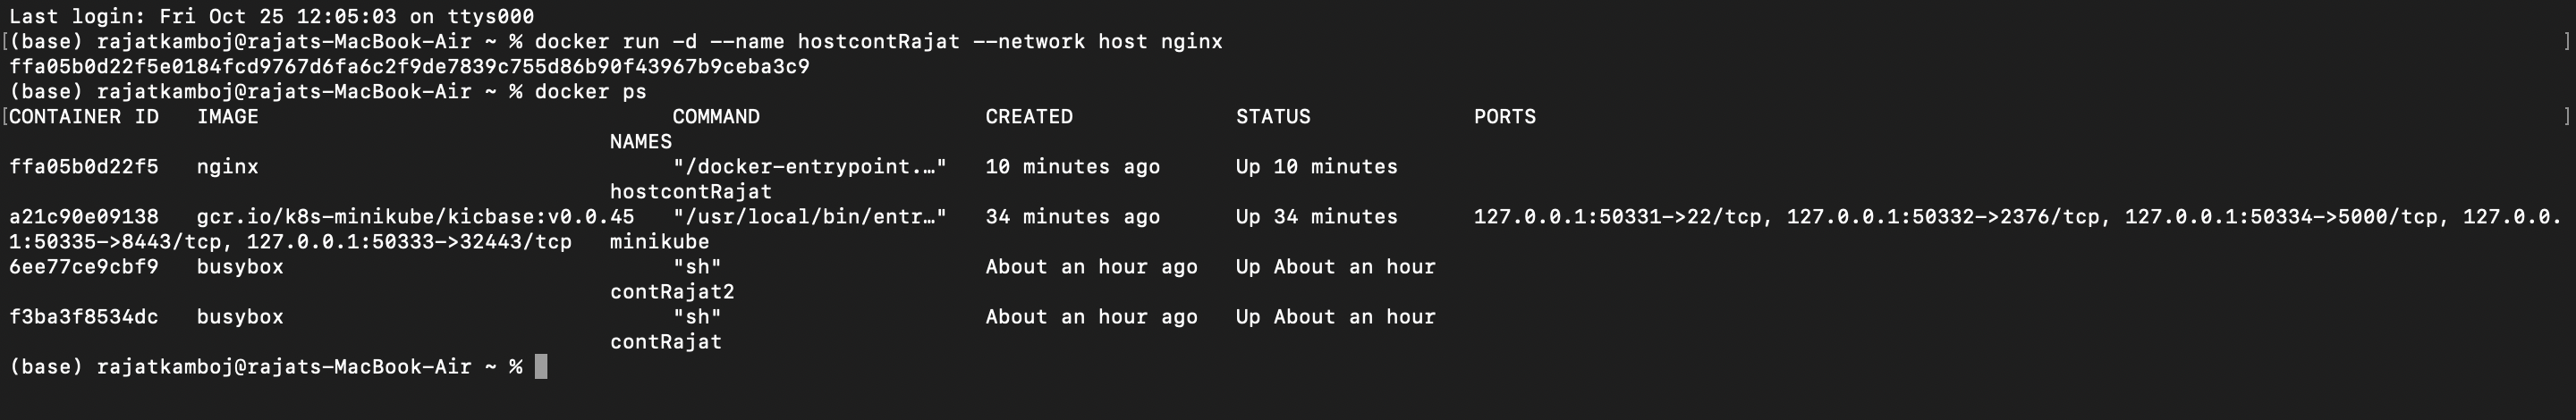 Last login: Fri Oct 25 12:05:03 on ttys000
[(base) rajatkamboj@rajats-MacBook-Air ~ % docker run -d --name hostcontRajat --network host nginx ]
ffa05b0d22f5e0184fcd9767d6fa6c2f9de7839c755d86b90f43967b9ceba3c9
(base) rajatkamboj@rajats-MacBook-Air ~ % docker ps
[CONTAINER ID   IMAGE                                 COMMAND                  CREATED             STATUS             PORTS ]
NAMES
ffa05b0d22f5   nginx                                 "/docker-entrypoint.…"   10 minutes ago      Up 10 minutes
hostcontRajat
a21c90e09138   gcr.io/k8s-minikube/kicbase:v0.0.45   "/usr/local/bin/entr…"   34 minutes ago      Up 34 minutes      127.0.0.1:50331->22/tcp, 127.0.0.1:50332->2376/tcp, 127.0.0.1:50334->5000/tcp, 127.0.0.
1:50335->8443/tcp, 127.0.0.1:50333->32443/tcp   minikube
6ee77ce9cbf9   busybox                               "sh"                     About an hour ago   Up About an hour
contRajat2
f3ba3f8534dc   busybox                               "sh"                     About an hour ago   Up About an hour
contRajat
(base) rajatkamboj@rajats-MacBook-Air ~ %